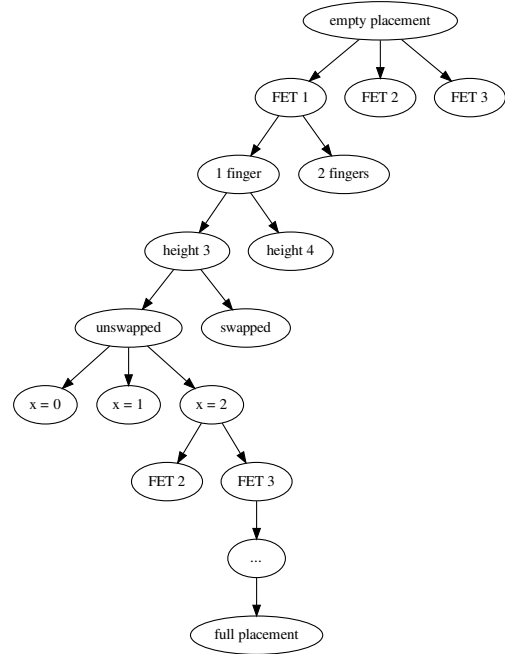 empty placement
FET 1
FET 2
FET 3
1 finger
2 fingers
height 3
height 4
unswapped
swapped
x = 0
x = 1
x = 2
FET 2
FET 3
...
full placement